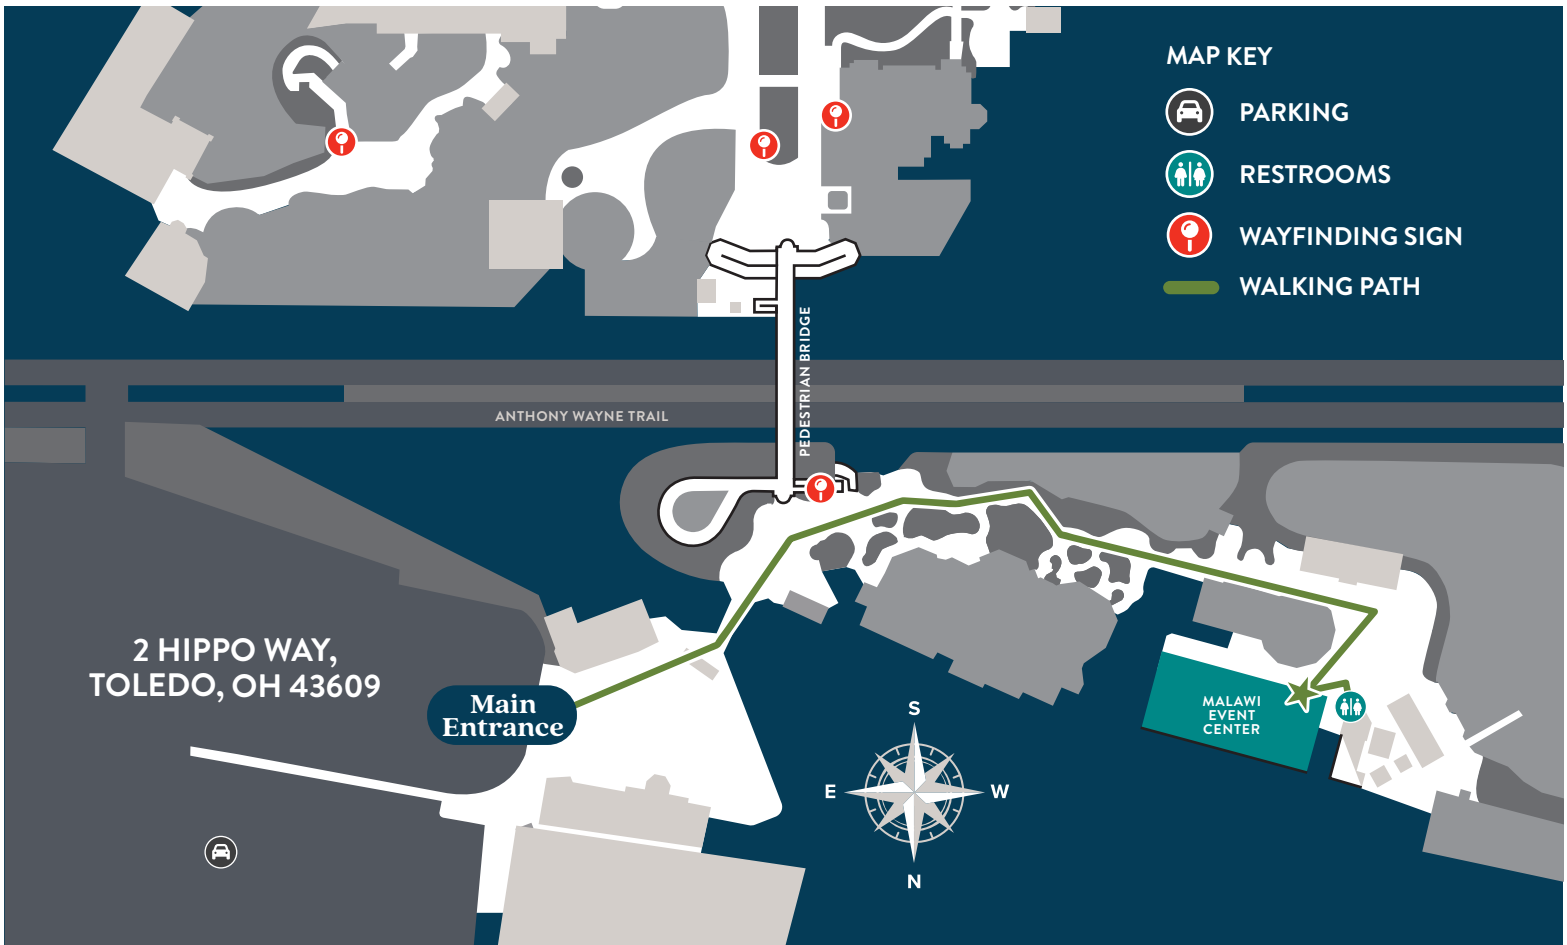 MAP KEY
PARKING
RESTROOMS
WAYFINDING SIGN
WALKING PATH
PEDESTRIAN BRIDGE
ANTHONY WAYNE TRAIL
2 HIPPO WAY,
TOLEDO, OH 43609
Main
Entrance
MALAWI
EVENT
CENTER
S
E
W
N